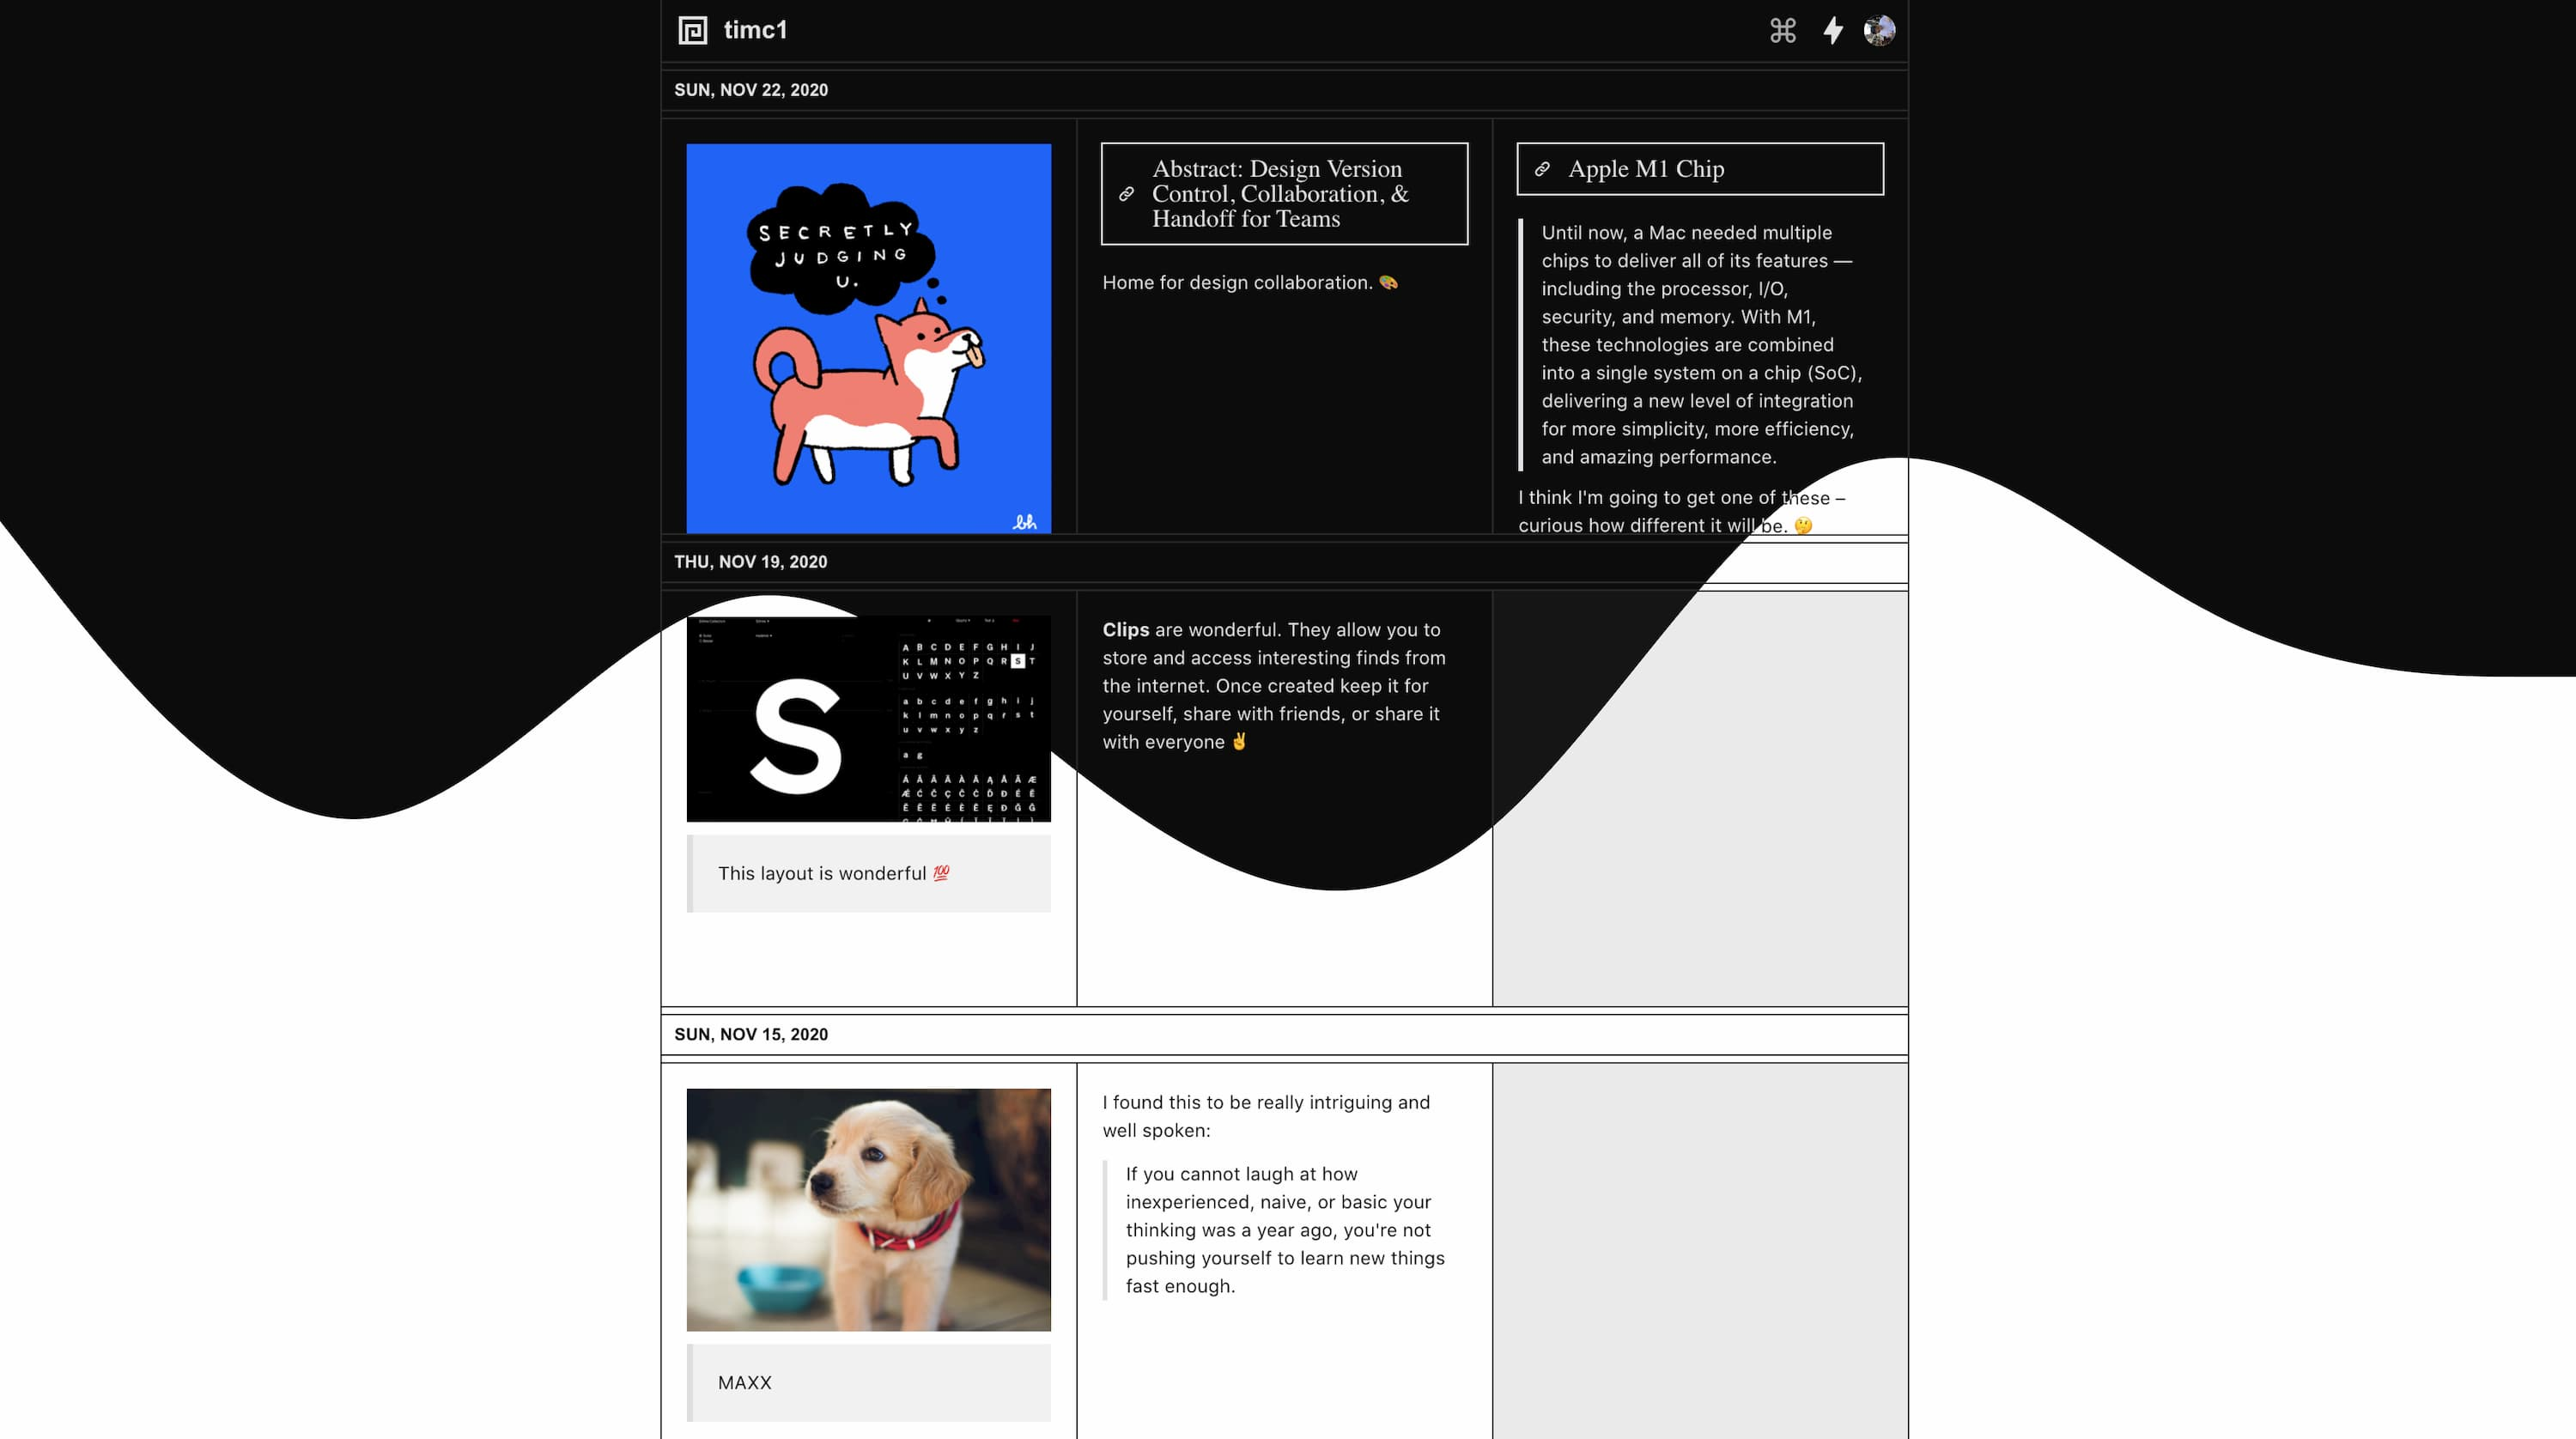 timc1
SUN, NOV 22, 2020
SECRETLY
JUDGING
U.
bh
Abstract: Design Version
Control, Collaboration, &
Handoff for Teams
Home for design collaboration. 🎨
Apple M1 Chip
Until now, a Mac needed multiple
chips to deliver all of its features —
including the processor, I/O,
security, and memory. With M1,
these technologies are combined
into a single system on a chip (SoC),
delivering a new level of integration
for more simplicity, more efficiency,
and amazing performance.
I think I'm going to get one of these –
curious how different it will be. 🤔
THU, NOV 19, 2020
S
A B C D E F G H I J
K L M N O P Q R S T
U V W X Y Z
a b c d e f g h i j
k l m n o p q r s t
u v w x y z
a g
This layout is wonderful 💯
Clips are wonderful. They allow you to
store and access interesting finds from
the internet. Once created keep it for
yourself, share with friends, or share it
with everyone ✌️
SUN, NOV 15, 2020
MAXX
I found this to be really intriguing and
well spoken:
If you cannot laugh at how
inexperienced, naive, or basic your
thinking was a year ago, you're not
pushing yourself to learn new things
fast enough.